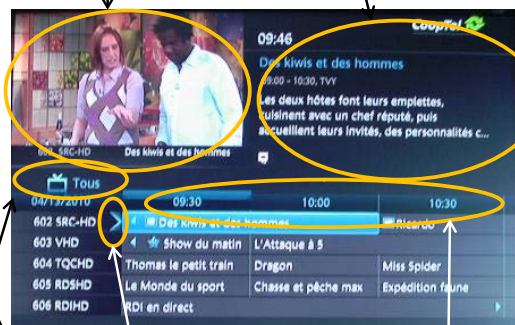 CoopTel
09:46
Des kiwis et des hommes
09:00 - 10:30, TVY
Les deux hôtes font leurs emplettes,
cuisinent avec un chef réputé, puis
accueillent leurs invités, des personnalités c...
602 SRC-HD Des kiwis et des hommes
Tous
04/13/2010 09:30 10:00 10:30
602 SRC-HD Des kiwis et des hommes Ricardo
603 VHD Show du matin L'Attaque à 5
604 TQCHD Thomas le petit train Dragon Miss Spider
605 RDSHD Le Monde du sport Chasse et pêche max Expédition faune
606 RDIHD RDI en direct